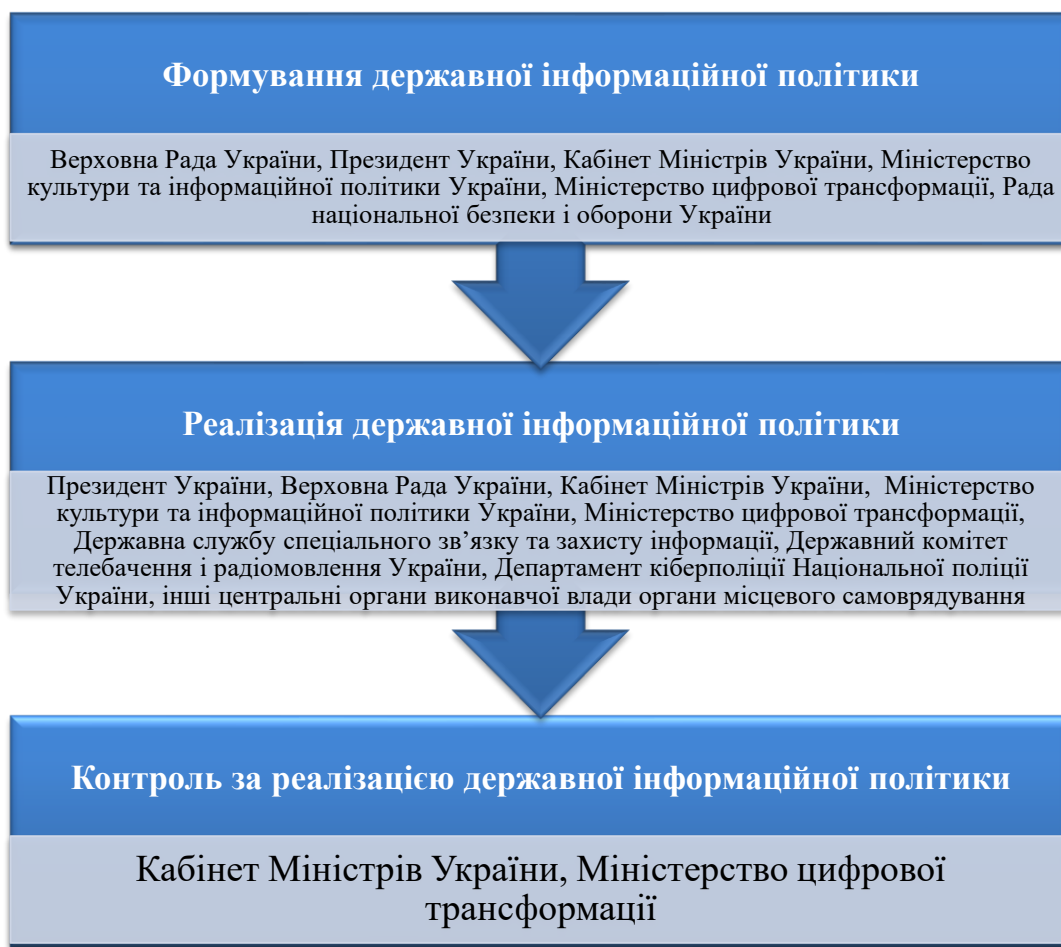 Формування державної інформаційної політики
Верховна Рада України, Президент України, Кабінет Міністрів України, Міністерство
культури та інформаційної політики України, Міністерство цифрової трансформації, Рада
національної безпеки і оборони України
Реалізація державної інформаційної політики
Президент України, Верховна Рада України, Кабінет Міністрів України,  Міністерство
культури та інформаційної політики України, Міністерство цифрової трансформації,
Державна службу спеціального зв’язку та захисту інформації, Державний комітет
телебачення і радіомовлення України, Департамент кіберполіції Національної поліції
України, інші центральні органи виконавчої влади органи місцевого самоврядування
Контроль за реалізацією державної інформаційної політики
Кабінет Міністрів України, Міністерство цифрової
трансформації